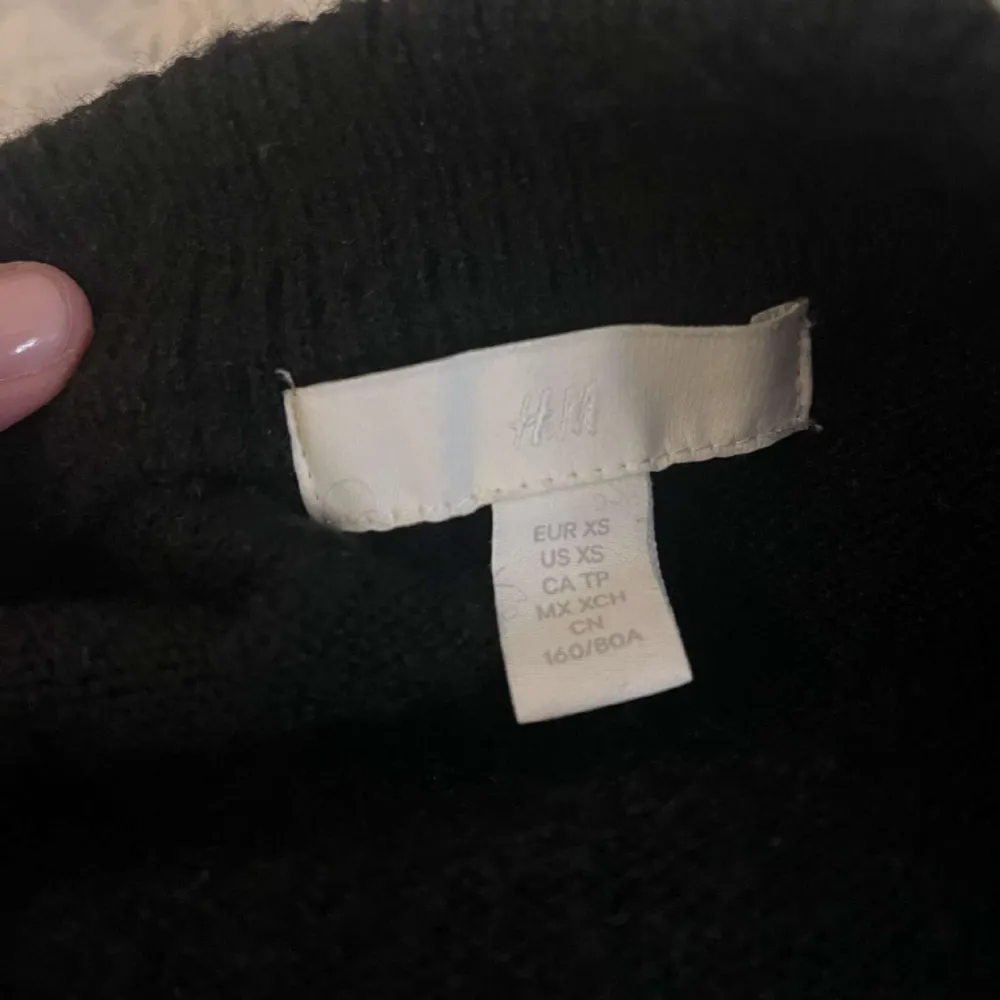 H&M
EUR XS
US XS
CA TP
MX XCH
CN
160/80A